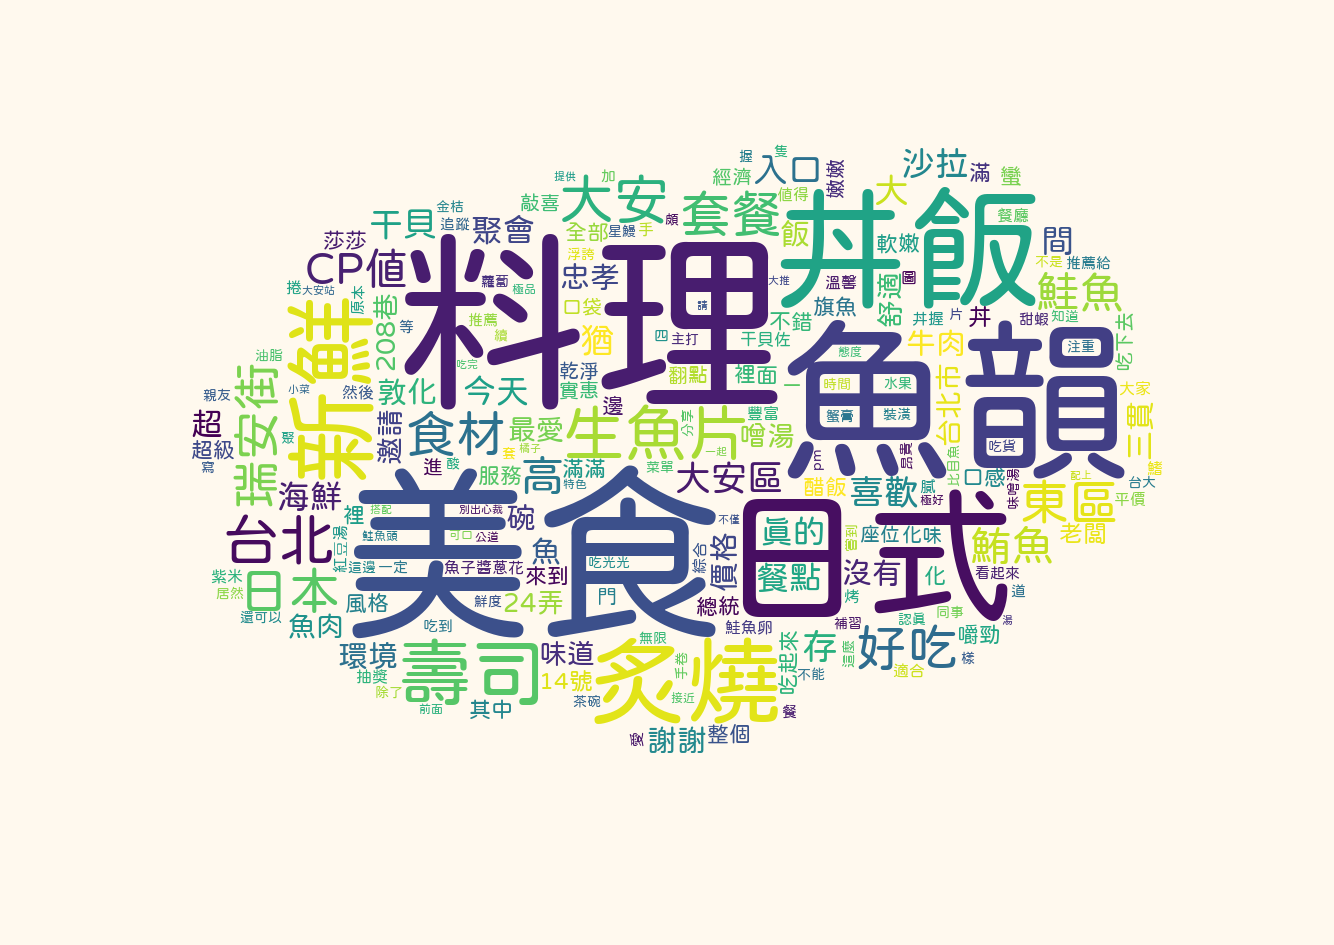 握
隻
提供
加
經濟
入口
嫩嫩
沙拉
滿
蠻
大安
值得
大
金桔
敲喜
套餐
丼飯
餐廳
干貝
追蹤
聚會
全部
星鰻
手
頗
飯
軟嫩
間
莎莎
CP值
料理
浮誇
忠孝
大推
溫馨
圖
不是
推薦給
捲
大安站
原本
蘿蔔
極品
口袋
請
旗魚
舒適
鮭魚
新鮮
208巷
等
推薦
續
猶
四
主打
干貝佐
不錯
丼握
片
丼
甜蝦
知道
吃下去
油脂
吃完
魚韻
態度
牛肉
注重
瑞安街
親友
小菜
然後
敦化
今天
乾淨
實惠
翻點
裡面
一
時間
水果
台北市
大家
超
邀請
食材
最愛
邊
生魚片
分享
豐富
噌湯
蟹膏
裝潢
三貫
超級
聚
寫
套
橘子
一起
吃貨
昂貴
比目魚
進
酸
服務
高
滿滿
特色
菜單
大安區
pm
醋飯
喜歡
膩
極好
口感
味噌湯
配上
鱔
台大
平價
海鮮
裡
搭配
美食
別出心裁
碗
不僅
日式
真的
東區
老闆
台北
紅豆湯
鮭魚頭
可口
公道
魚
價格
座位
化味
鮪魚
紫米
日本
這邊
一定
魚子醬
蔥花
來到
吃光光
綜合
餐點
沒有
化
看起來
居然
風格
鮮度
24弄
門
總統
烤
同事
道
還可以
魚肉
吃到
鮭魚卵
補習
認真
湯
環境
壽司
味道
無限
炙燒
吃起來
存
這麼
好吃
嚼勁
樣
抽獎
14號
手卷
不能
適合
除了
前面
其中
茶碗
接近
餐
愛
謝謝
整個